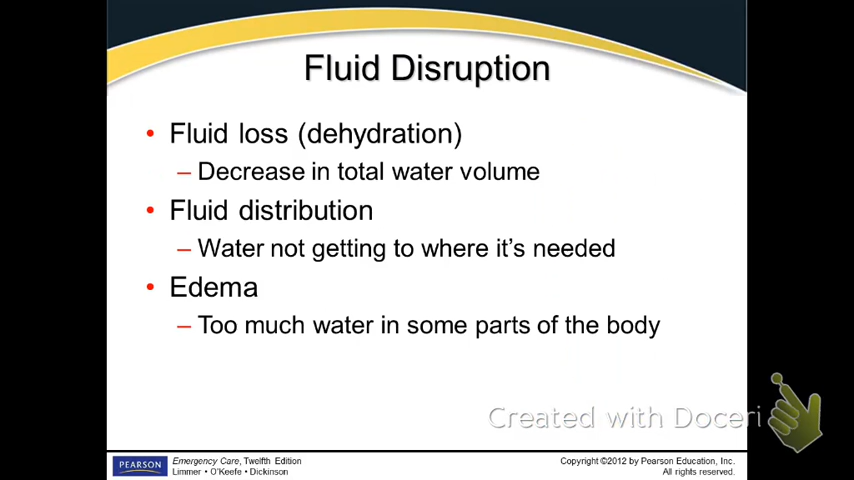 Fluid Disruption
• Fluid loss (dehydration)
– Decrease in total water volume
• Fluid distribution
– Water not getting to where it's needed
• Edema
– Too much water in some parts of the body
Created with Doceri
PEARSON
Emergency Care, Twelfth Edition
Limmer • O'Keefe • Dickinson
Copyright ©2012 by Pearson Education, Inc.
All rights reserved.